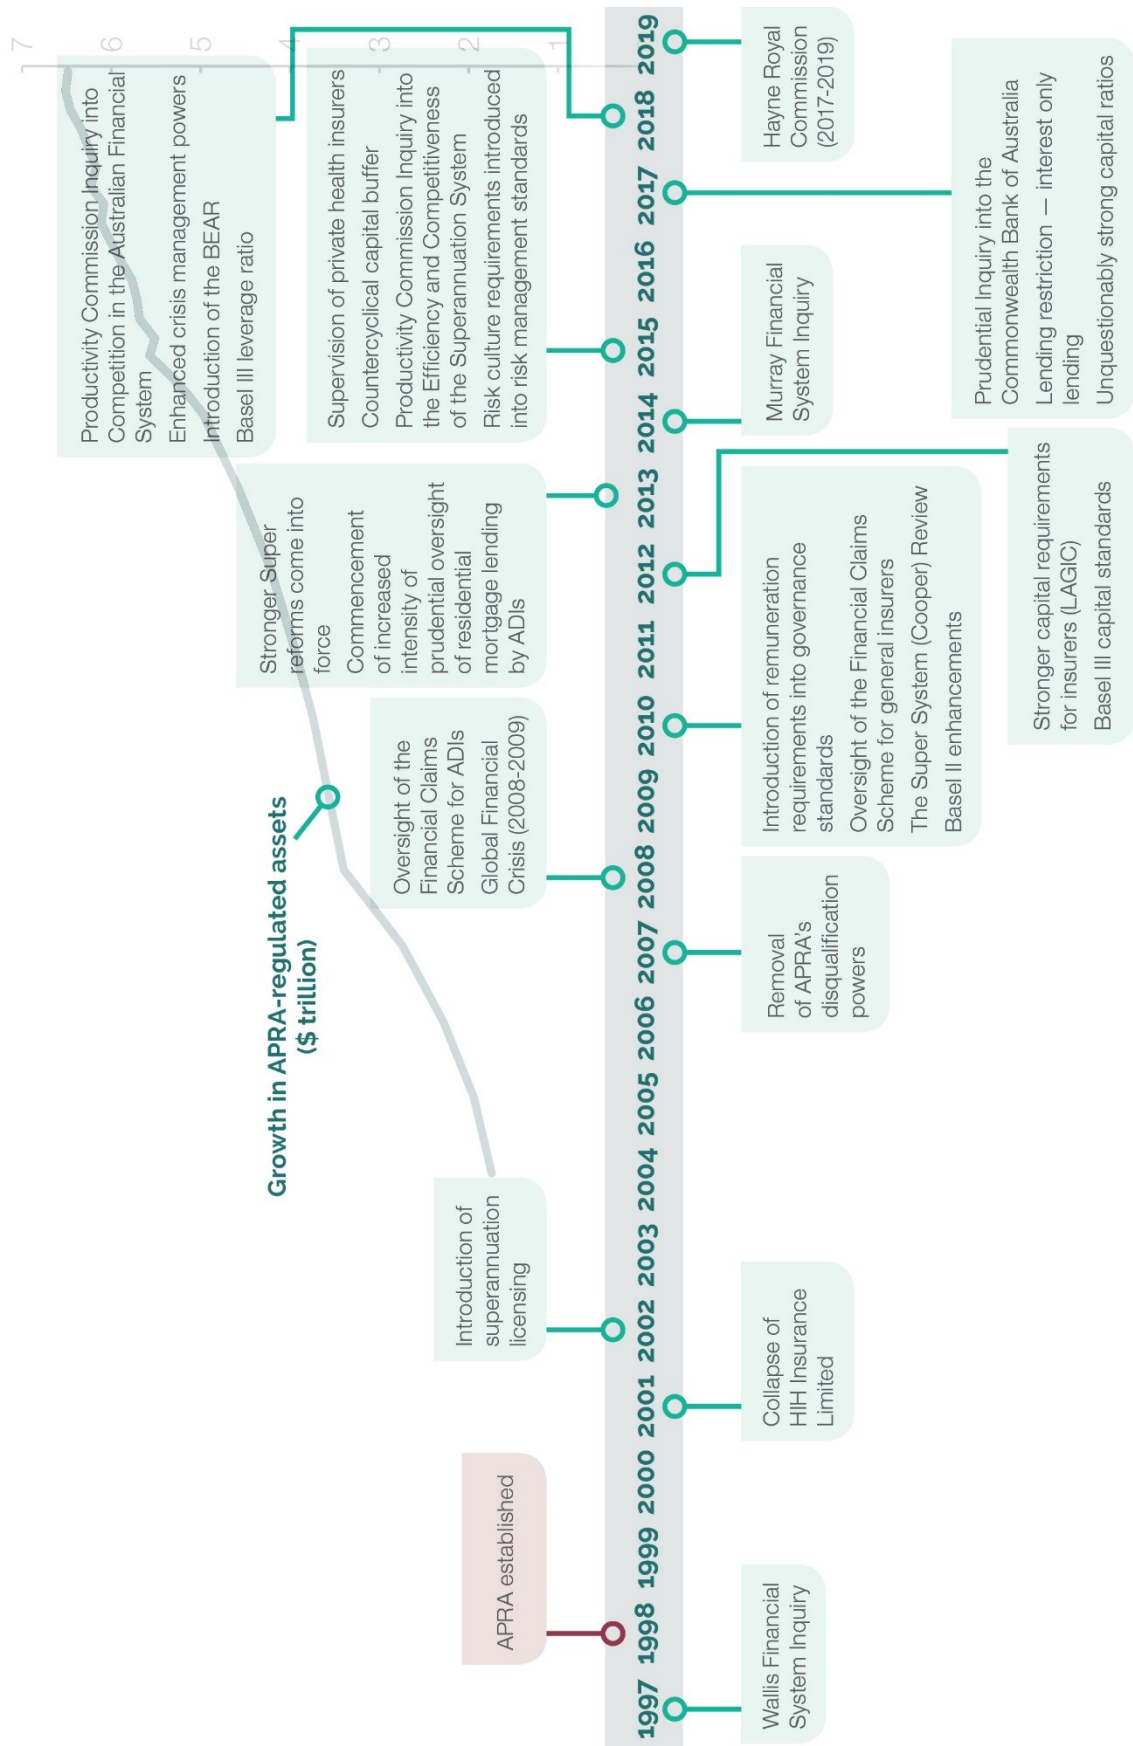 7
6
5
4
3
2
1
Growth in APRA-regulated assets
($ trillion)
APRA established
Introduction of
superannuation
licensing
Oversight of the
Financial Claims
Scheme for ADIs
Global Financial
Crisis (2008-2009)
Stronger Super
reforms come into
force
Commencement
of increased
intensity of
prudential oversight
of residential
mortgage lending
by ADIs
Supervision of private health insurers
Countercyclical capital buffer
Productivity Commission Inquiry into
the Efficiency and Competitiveness
of the Superannuation System
Risk culture requirements introduced
into risk management standards
Productivity Commission Inquiry into
Competition in the Australian Financial
System
Enhanced crisis management powers
Introduction of the BEAR
Basel III leverage ratio
1997 1998 1999 2000 2001 2002 2003 2004 2005 2006 2007 2008 2009 2010 2011 2012 2013 2014 2015 2016 2017 2018 2019
Wallis Financial
System Inquiry
Collapse of
HIH Insurance
Limited
Removal
of APRA's
disqualification
powers
Introduction of remuneration
requirements into governance
standards
Oversight of the Financial Claims
Scheme for general insurers
The Super System (Cooper) Review
Basel II enhancements
Stronger capital requirements
for insurers (LAGIC)
Basel III capital standards
Murray Financial
System Inquiry
Prudential Inquiry into the
Commonwealth Bank of Australia
Lending restriction — interest only
lending
Unquestionably strong capital ratios
Hayne Royal
Commission
(2017-2019)